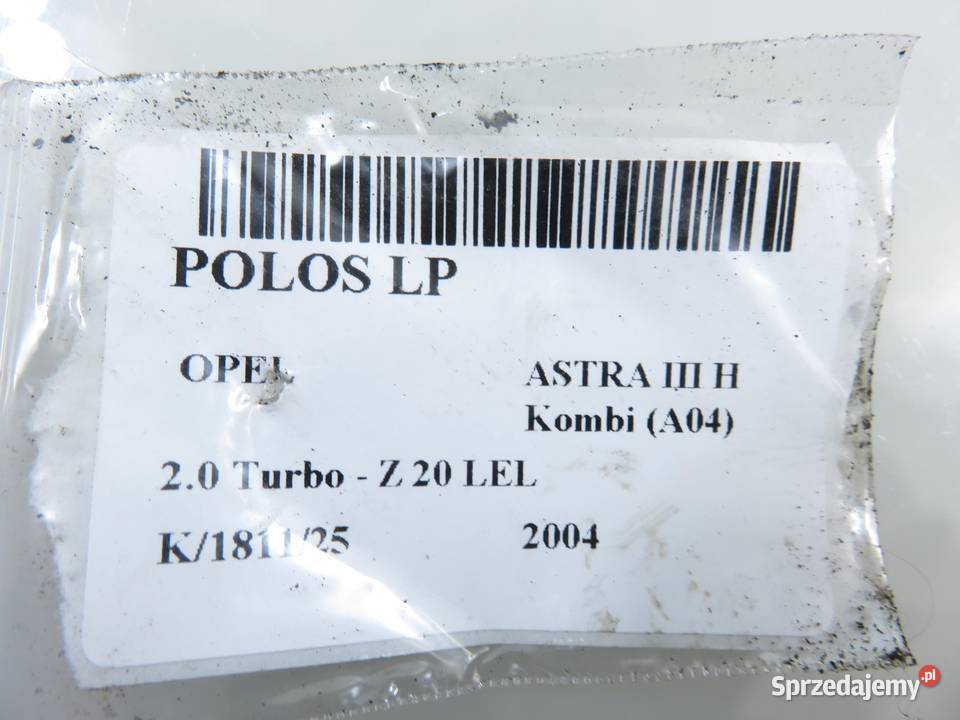 POLOS LP
OPEL
ASTRA III H
Kombi (A04)
2.0 Turbo - Z 20 LEL
K/1811/25
2004
Sprzedajemy.pl